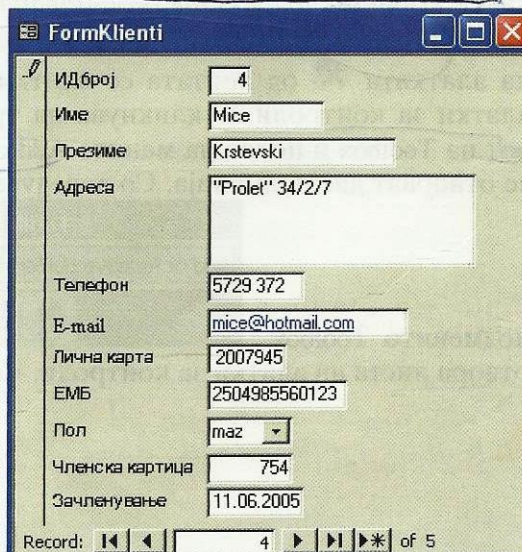 FormKlienti
ИДброј 4
Име Mice
Презиме Krstevski
Адреса "Prolet" 34/2/7
Телефон 5729 372
E-mail mice@hotmail.com
Лична карта 2007945
ЕМБ 2504985560123
Пол maz
Членска картица 754
Зачленување 11.06.2005
Record: 4 of 5